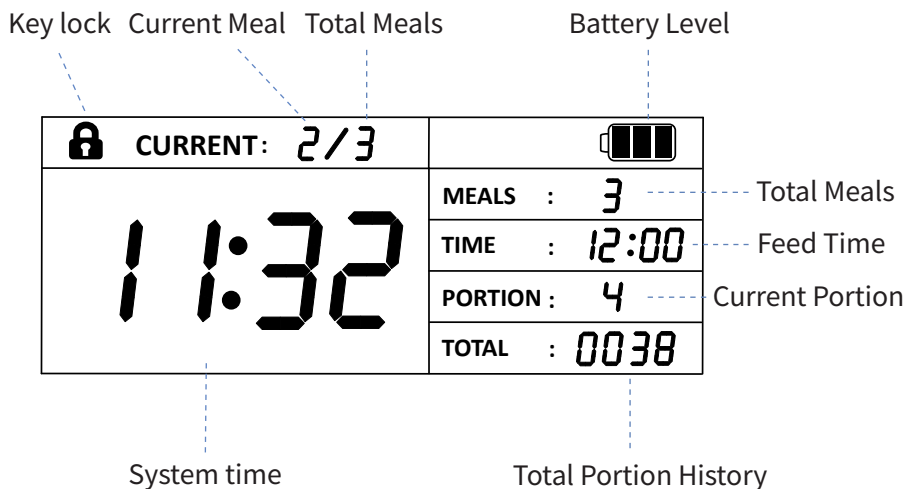 Key lock Current Meal Total Meals Battery Level
CURRENT: 2/3
MEALS : 3 Total Meals
11:32
TIME : 12:00 Feed Time
PORTION : 4 Current Portion
TOTAL : 0038
System time Total Portion History